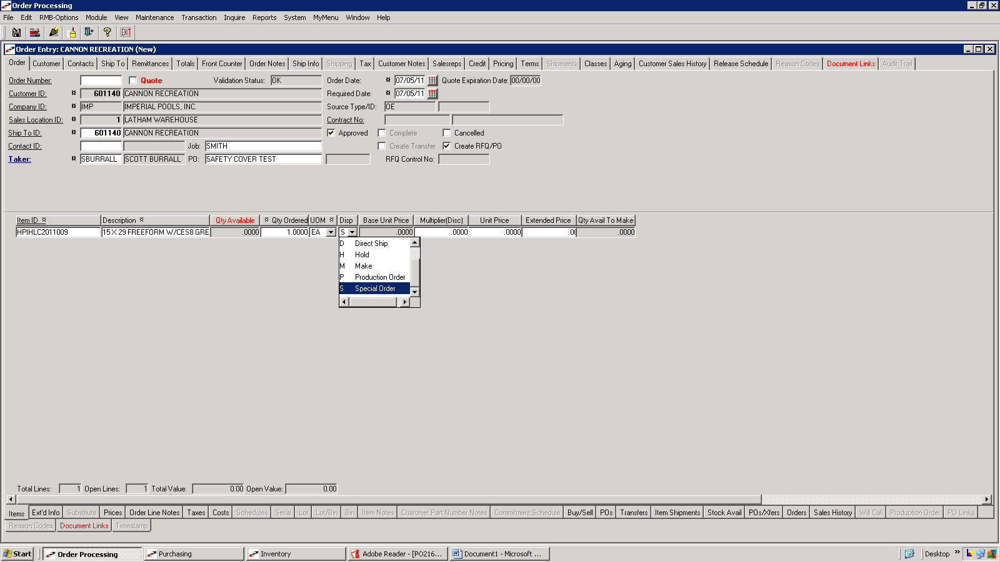 Order Processing
File Edit RMB-Options Module View Maintenance Transaction Inquire Reports System MyMenu Window Help
EXIT
Order Entry: CANNON RECREATION (New)
Order Customer Contacts Ship To Remittances Totals Front Counter Order Notes Ship Info Shipping Tax Customer Notes Salesreps Credit Pricing Terms Shipments Classes Aging Customer Sales History Release Schedule Reason Codes Document Links Audit Trail
Order Number: Quote Validation Status: OK Order Date: ¤ 07/05/11 Quote Expiration Date: 00/00/00
Customer ID: ¤ 601140 CANNON RECREATION Required Date: ¤ 07/05/11
Company ID: ¤ IMP IMPERIAL POOLS, INC. Source Type/ID: OE
Sales Location ID: ¤ 1 LATHAM WAREHOUSE Contract No:
Ship To ID: ¤ 601140 CANNON RECREATION Approved Complete Cancelled
Contact ID: Job: SMITH Create Transfer Create RFQ/PO
Taker: ¤ SBURRALL SCOTT BURRALL PO: SAFETY COVER TEST RFQ Control No:
Item ID ¤ Description ¤ Qty Available ¤ Qty Ordered UOM ¤ Disp Base Unit Price Multiplier(Disc) Unit Price Extended Price Qty Avail To Make
HPIHLC2011009 15 X 29 FREEFORM W/CES8 GRE .0000 1.0000 EA S .0000 .0000 .0000 .00 .0000
D Direct Ship
H Hold
M Make
P Production Order
S Special Order
Total Lines: 1 Open Lines: 1 Total Value: 0.00 Open Value: 0.00
Items Ext'd Info Substitute Prices Order Line Notes Taxes Costs Schedules Serial Lot Lot/Bin Bin Item Notes Customer Part Number Notes Commitment Schedule Buy/Sell POs Transfers Item Shipments Stock Avail POs/Xfers Orders Sales History Will Call Production Order PO Links
Reason Codes Document Links Timestamp
Start Order Processing Purchasing Inventory Adobe Reader - [PO216... Document1 - Microsoft ... Desktop »